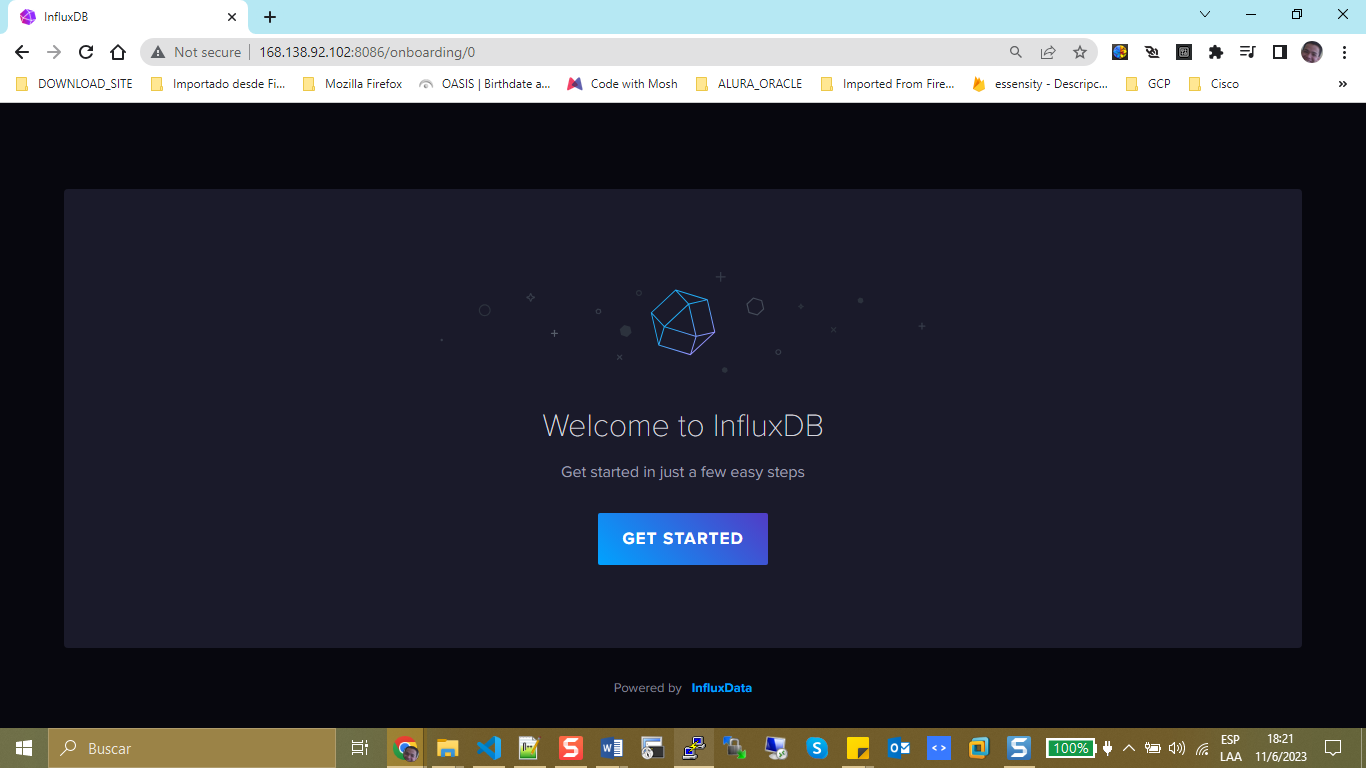 InfluxDB
Not secure
168.138.92.102:8086/onboarding/0
DOWNLOAD_SITE
Importado desde Fi...
Mozilla Firefox
OASIS | Birthdate a...
Code with Mosh
ALURA_ORACLE
Imported From Fire...
essensity - Descripc...
GCP
Cisco
Welcome to InfluxDB
Get started in just a few easy steps
GET STARTED
Powered by InfluxData
Buscar
100%
ESP
LAA
18:21
11/6/2023